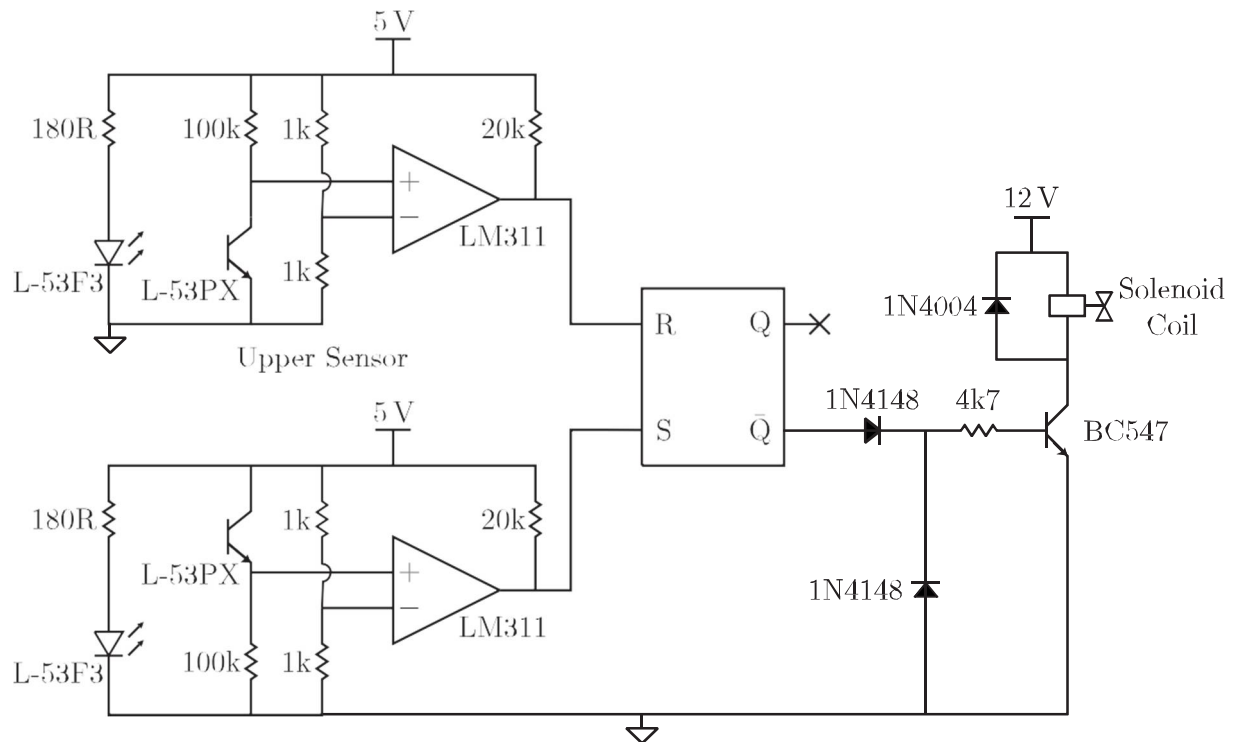 5 V
180R
100k
1k
20k
+
−
LM311
L-53F3
L-53PX
1k
Upper Sensor
12 V
1N4004
Solenoid
Coil
R
Q
S
Q̄
1N4148
4k7
BC547
1N4148
5 V
180R
L-53PX
1k
20k
+
−
LM311
L-53F3
100k
1k